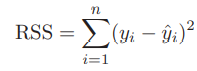 RSS = \sum_{i=1}^{n} (y_i - \hat{y}_i)^2